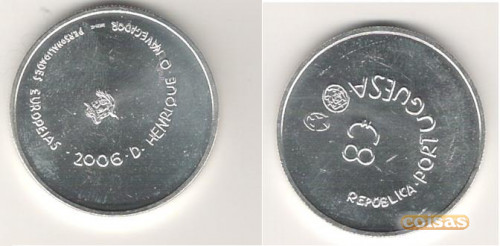 PERSONALIDADES EUROPEIAS · 2006 · D. HENRIQUE O NAVEGADOR
REPÚBLICA · PORTUGUESA
8€
coisas